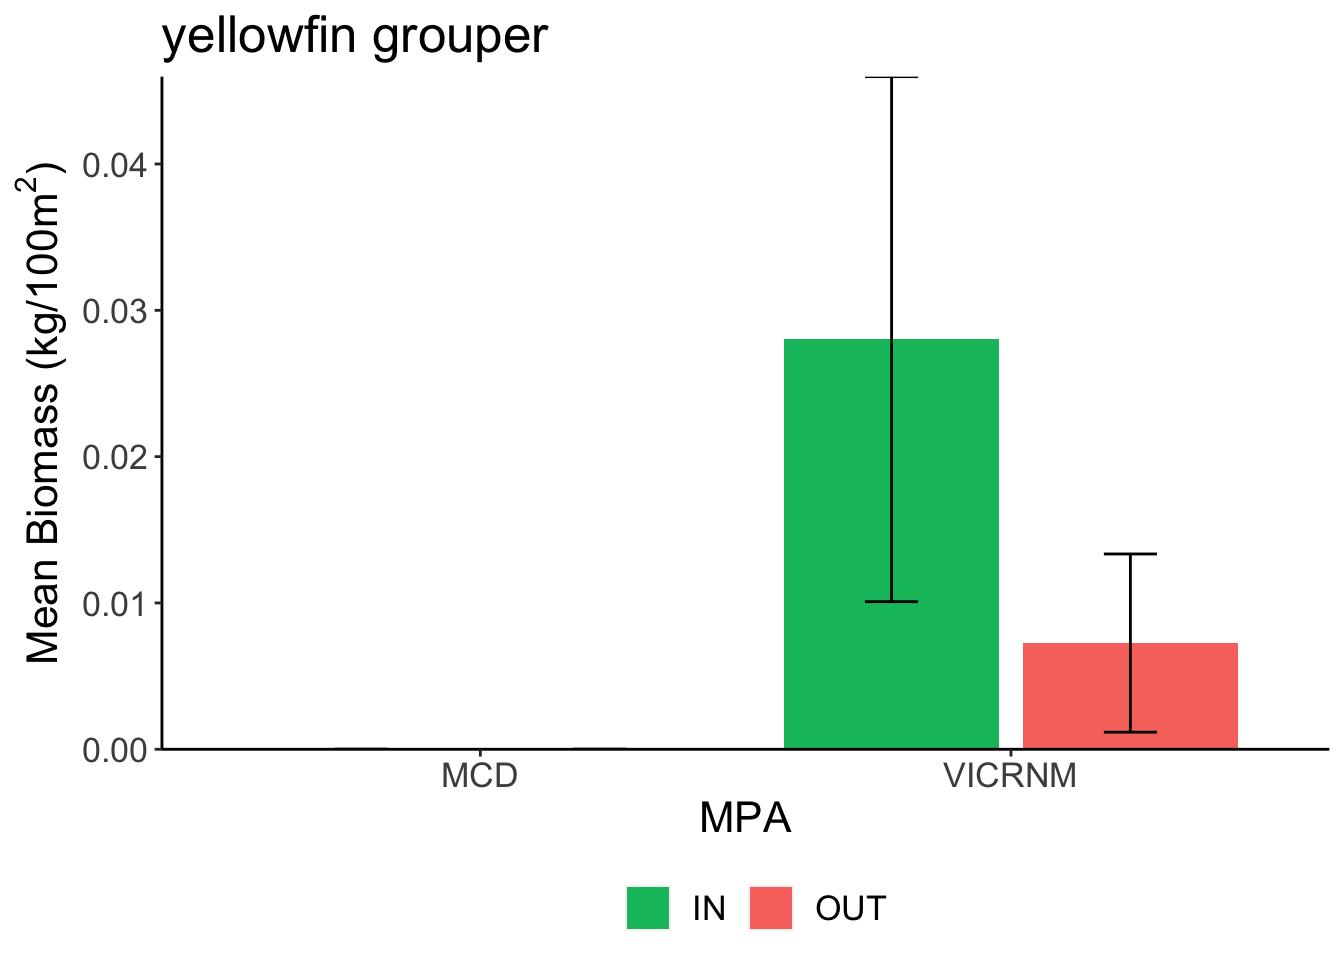 yellowfin grouper
Mean Biomass (kg/100m²)
0.04
0.03
0.02
0.01
0.00
MCD VICRNM
MPA
IN OUT